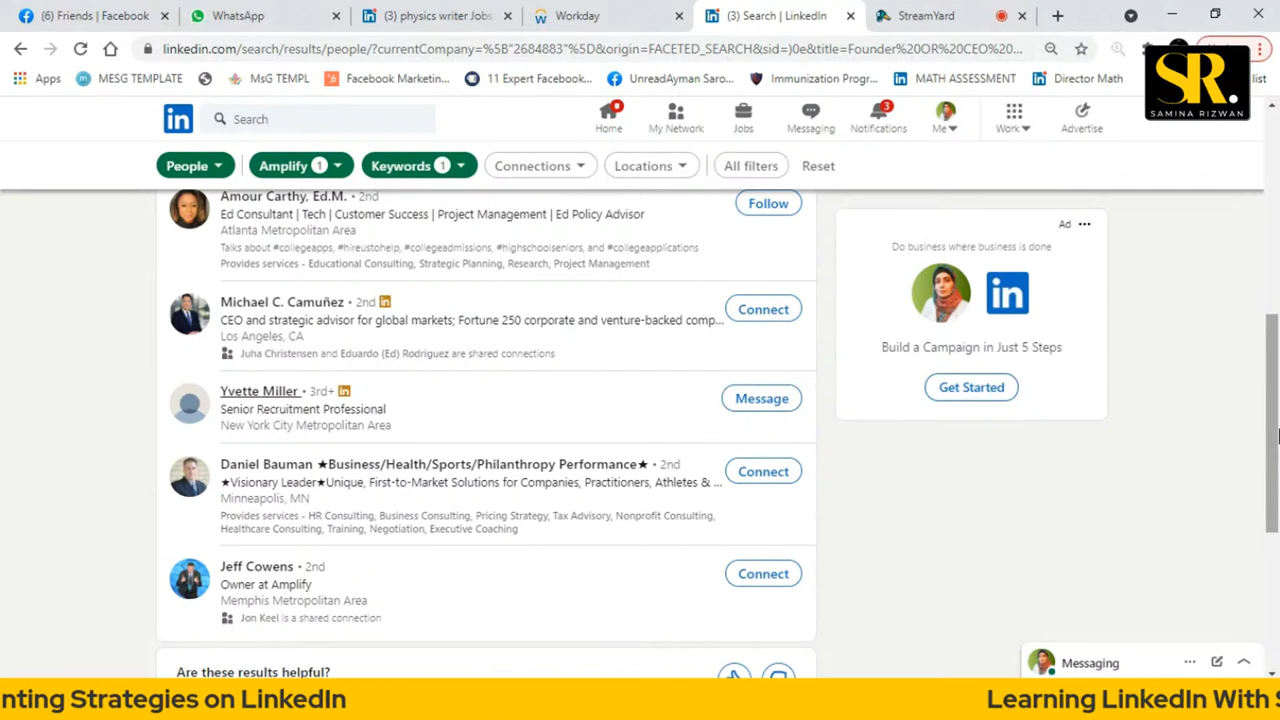 (6) Friends | Facebook
WhatsApp
(3) physics writer Jobs
Workday
(3) Search | LinkedIn
StreamYard
linkedin.com/search/results/people/?currentCompany=%5B"2684883"%5D&origin=FACETED_SEARCH&sid=)0e&title=Founder%20OR%20CEO%20...
Apps
MESG TEMPLATE
MsG TEMPL
Facebook Marketin...
11 Expert Facebook...
UnreadAyman Saro...
Immunization Progr...
MATH ASSESSMENT
Director Math
list
SR.
SAMINA RIZWAN
in
Search
Home
My Network
Jobs
Messaging
3
Notifications
Me
Work
Advertise
People
Amplify 1
Keywords 1
Connections
Locations
All filters
Reset
Amour Carthy, Ed.M. • 2nd
Ed Consultant | Tech | Customer Success | Project Management | Ed Policy Advisor
Atlanta Metropolitan Area
Talks about #collegeapps, #hireustohelp, #collegeadmissions, #highschoolseniors, and #collegeapplications
Provides services - Educational Consulting, Strategic Planning, Research, Project Management
Follow
Michael C. Camuñez • 2nd in
CEO and strategic advisor for global markets; Fortune 250 corporate and venture-backed comp...
Los Angeles, CA
Juha Christensen and Eduardo (Ed) Rodriguez are shared connections
Connect
Yvette Miller • 3rd+ in
Senior Recruitment Professional
New York City Metropolitan Area
Message
Daniel Bauman ★Business/Health/Sports/Philanthropy Performance★ • 2nd
★Visionary Leader★Unique, First-to-Market Solutions for Companies, Practitioners, Athletes & ...
Minneapolis, MN
Provides services - HR Consulting, Business Consulting, Pricing Strategy, Tax Advisory, Nonprofit Consulting,
Healthcare Consulting, Training, Negotiation, Executive Coaching
Connect
Jeff Cowens • 2nd
Owner at Amplify
Memphis Metropolitan Area
Jon Keel is a shared connection
Connect
Are these results helpful?
Ad •••
Do business where business is done
in
Build a Campaign in Just 5 Steps
Get Started
Messaging
nting Strategies on LinkedIn
Learning LinkedIn With S